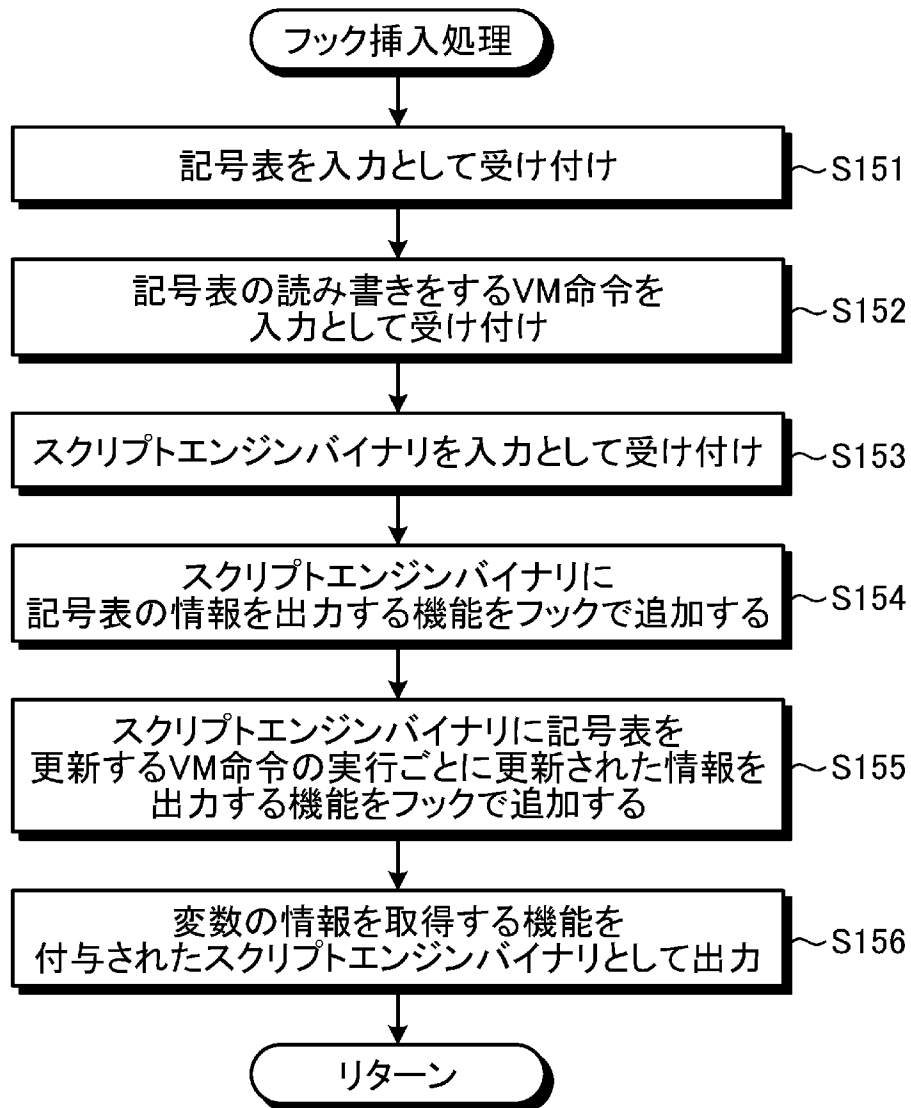 フック挿入処理
記号表を入力として受け付け
S151
記号表の読み書きをするVM命令を
入力として受け付け
S152
スクリプトエンジンバイナリを入力として受け付け
S153
スクリプトエンジンバイナリに
記号表の情報を出力する機能をフックで追加する
S154
スクリプトエンジンバイナリに記号表を
更新するVM命令の実行ごとに更新された情報を
出力する機能をフックで追加する
S155
変数の情報を取得する機能を
付与されたスクリプトエンジンバイナリとして出力
S156
リターン